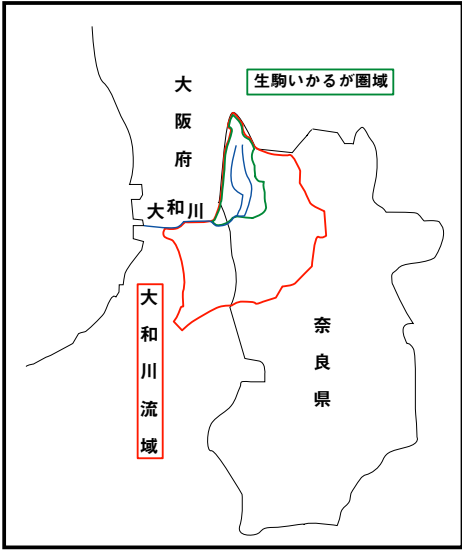 生駒いかるが圏域
大阪府
大和川
大和川流域
奈良県